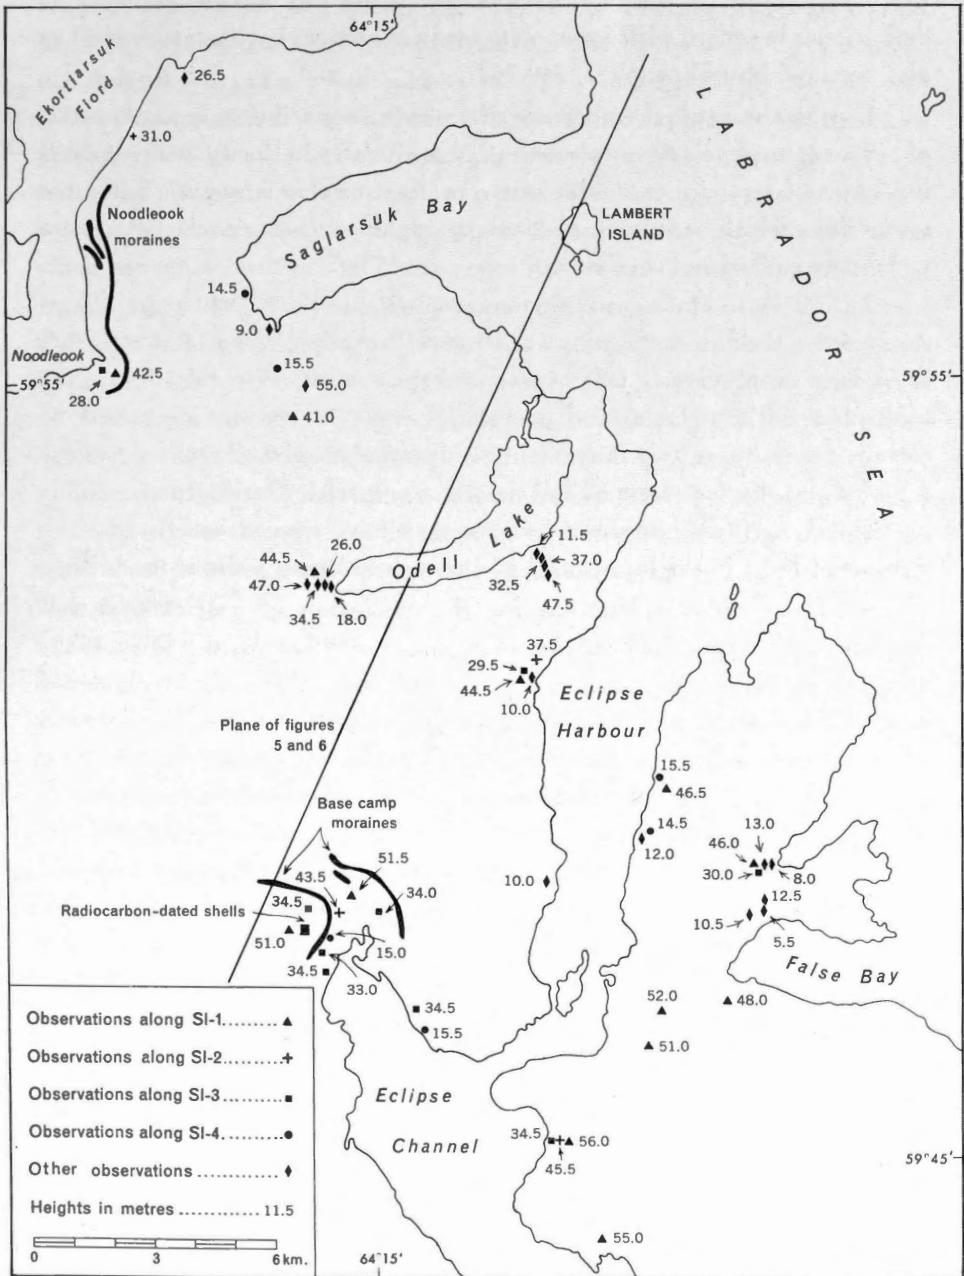 64°15'
Ekortiarsuk
Fiord
26.5
31.0
LABRADOR
SEA
Noodleook
moraines
Saglarsuk Bay
LAMBERT
ISLAND
14.5
9.0
Noodleook
42.5
28.0
15.5
55.0
41.0
59°55'
59°55'
44.5
26.0
47.0
34.5
18.0
Odell Lake
11.5
37.0
32.5
47.5
37.5
29.5
44.5
10.0
Eclipse
Harbour
Plane of figures
5 and 6
15.5
46.5
14.5
12.0
13.0
46.0
30.0
8.0
12.5
10.5
5.5
False Bay
Base camp
moraines
51.5
43.5
34.0
34.5
Radiocarbon-dated shells
51.0
15.0
33.0
34.5
10.0
34.5
15.5
52.0
48.0
51.0
Eclipse
Channel
34.5
56.0
45.5
59°45'
55.0
Observations along SI-1
Observations along SI-2
Observations along SI-3
Observations along SI-4
Other observations
Heights in metres 11.5
0 3 6 km.
64°15'